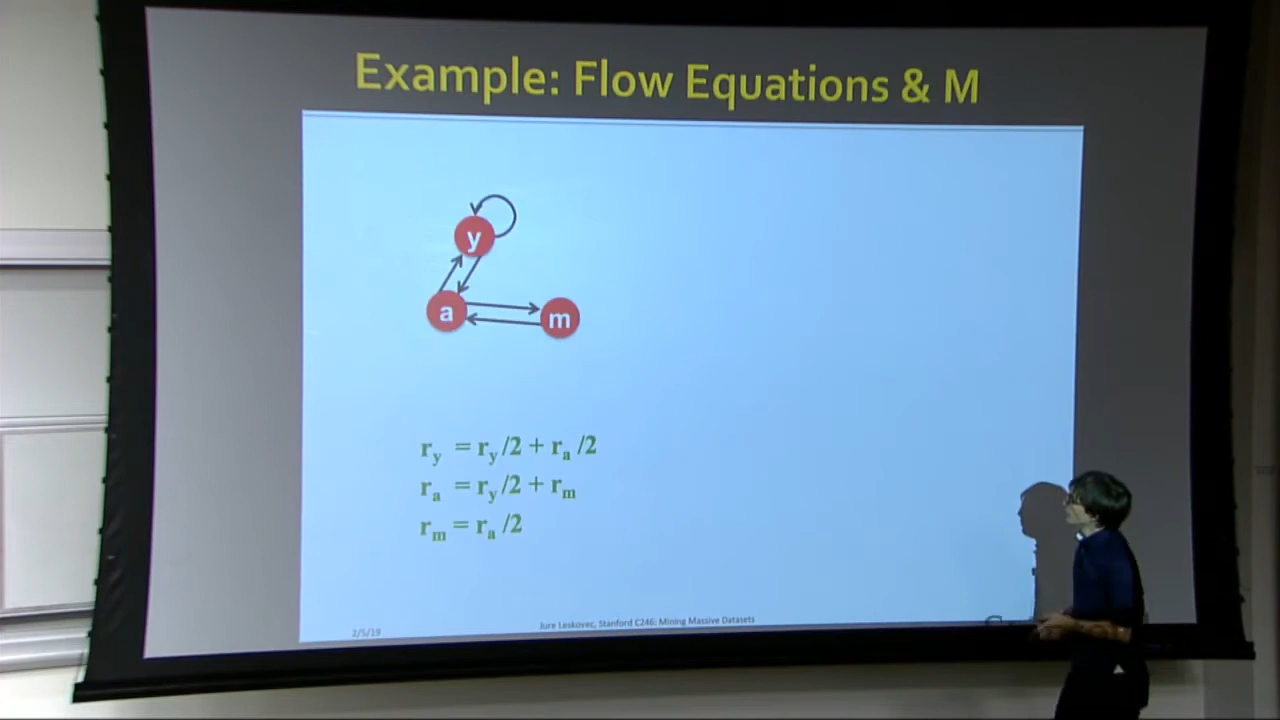 Example: Flow Equations & M
y
a
m
r_y = r_y /2 + r_a /2
r_a = r_y /2 + r_m
r_m = r_a /2
2/5/19
Jure Leskovec, Stanford C246: Mining Massive Datasets